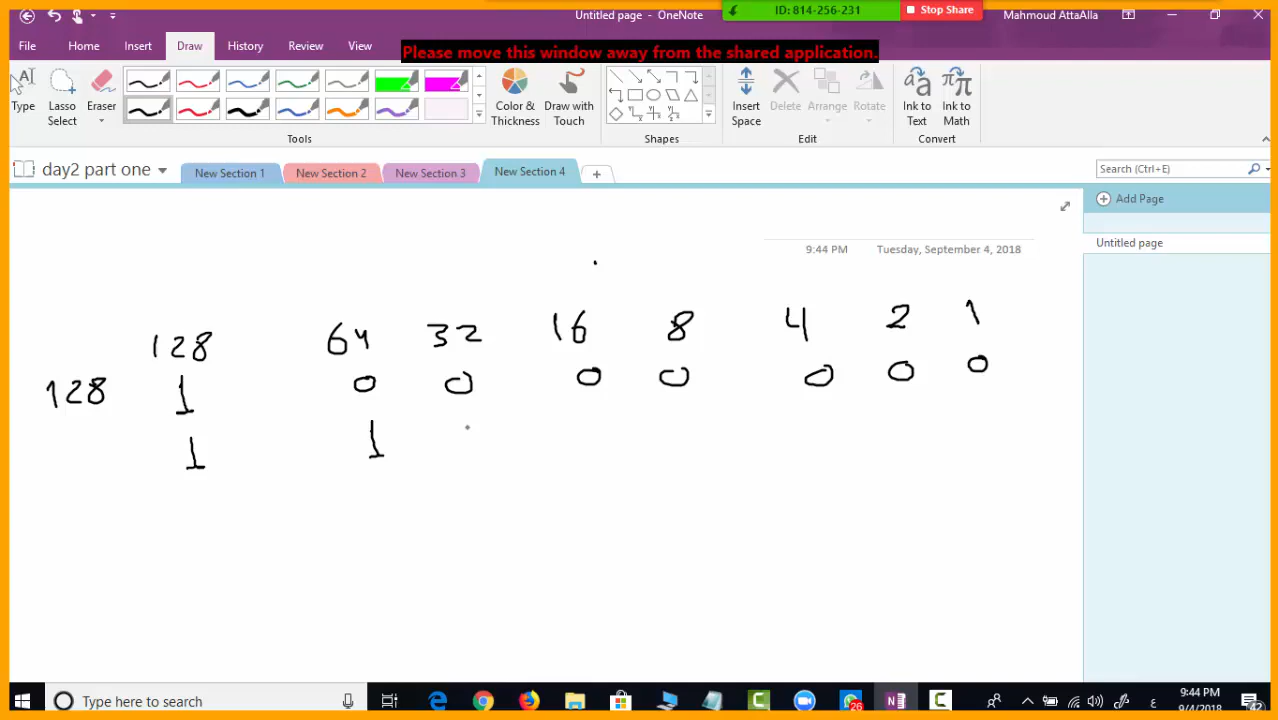 Untitled page - OneNote
ID: 814-256-231
Stop Share
Mahmoud AttaAlla
File Home Insert Draw History Review View
Please move this window away from the shared application.
Type
Lasso Select
Eraser
Color & Thickness
Draw with Touch
Insert Space
Delete
Arrange
Rotate
Ink to Text
Ink to Math
Tools
Shapes
Edit
Convert
day2 part one
New Section 1
New Section 2
New Section 3
New Section 4
Search (Ctrl+E)
Add Page
Untitled page
9:44 PM Tuesday, September 4, 2018
128 64 32 16 8 4 2 1
128 1 0 0 0 0 0 0 0
1 1
Type here to search
26
ع
9:44 PM
9/4/2018
42